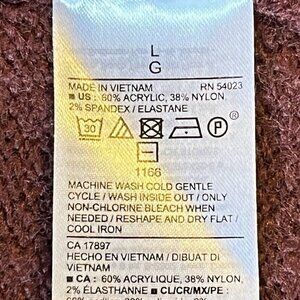 L
G
MADE IN VIETNAM RN 54023
■ US : 60% ACRYLIC, 38% NYLON,
2% SPANDEX / ELASTANE
30 P ®
1166
MACHINE WASH COLD GENTLE
CYCLE / WASH INSIDE OUT / ONLY
NON-CHLORINE BLEACH WHEN
NEEDED / RESHAPE AND DRY FLAT /
COOL IRON
CA 17897
HECHO EN VIETNAM / DIBUAT DI
VIETNAM
■ CA : 60% ACRYLIQUE, 38% NYLON,
2% ÉLASTHANNE ■ CL/CR/MX/PE :